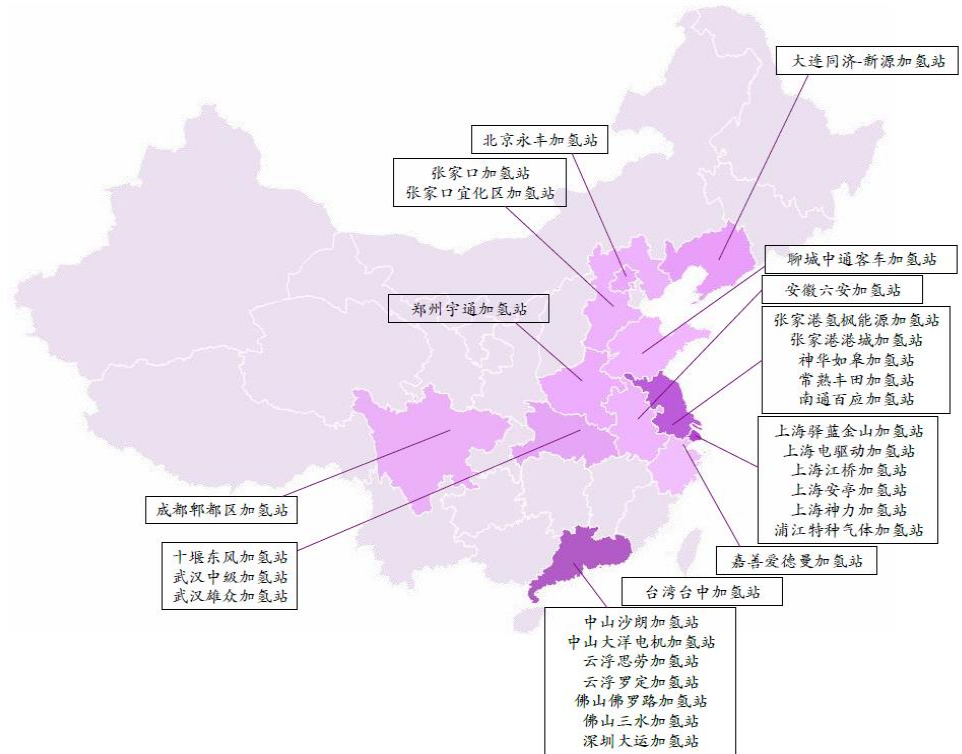 大连同济-新源加氢站
北京永丰加氢站
张家口加氢站
张家口宜化区加氢站
聊城中通客车加氢站
安徽六安加氢站
郑州宇通加氢站
张家港氢枫能源加氢站
张家港港城加氢站
神华如皋加氢站
常熟丰田加氢站
南通百应加氢站
上海驿蓝金山加氢站
上海电驱动加氢站
上海江桥加氢站
上海安亭加氢站
上海神力加氢站
浦江特种气体加氢站
成都郫都区加氢站
十堰东风加氢站
武汉中级加氢站
武汉雄众加氢站
嘉善爱德曼加氢站
台湾台中加氢站
中山沙朗加氢站
中山大洋电机加氢站
云浮思劳加氢站
云浮罗定加氢站
佛山佛罗路加氢站
佛山三水加氢站
深圳大运加氢站